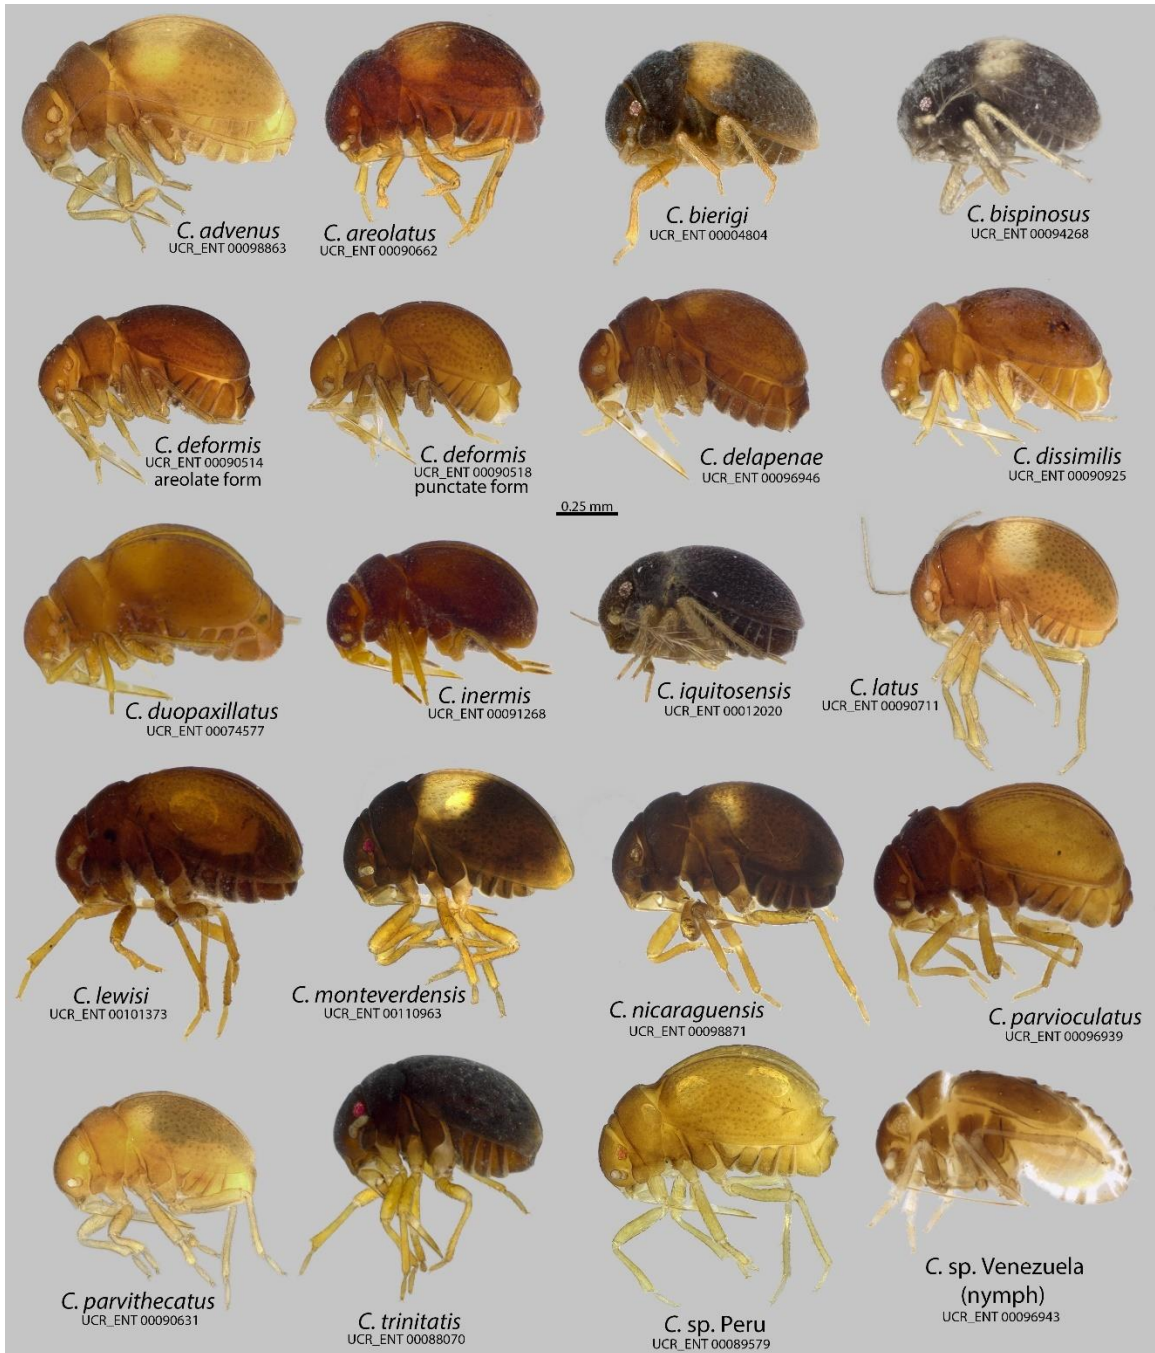 C. advenus
UCR_ENT 00098863
C. areolatus
UCR_ENT 00090662
C. bierigi
UCR_ENT 00004804
C. bispinosus
UCR_ENT 00094268
C. deformis
UCR_ENT 00090514
areolate form
C. deformis
UCR_ENT 00090518
punctate form
C. delapenae
UCR_ENT 00096946
C. dissimilis
UCR_ENT 00090925
0.25 mm
C. duopaxillatus
UCR_ENT 00074577
C. inermis
UCR_ENT 00091268
C. iquitosensis
UCR_ENT 00012020
C. latus
UCR_ENT 00090711
C. lewisi
UCR_ENT 00101373
C. monteverdensis
UCR_ENT 00110963
C. nicaraguensis
UCR_ENT 00098871
C. parvioculatus
UCR_ENT 00096939
C. parvithecatus
UCR_ENT 00090631
C. trinitatis
UCR_ENT 00088070
C. sp. Peru
UCR_ENT 00089579
C. sp. Venezuela
(nymph)
UCR_ENT 00096943